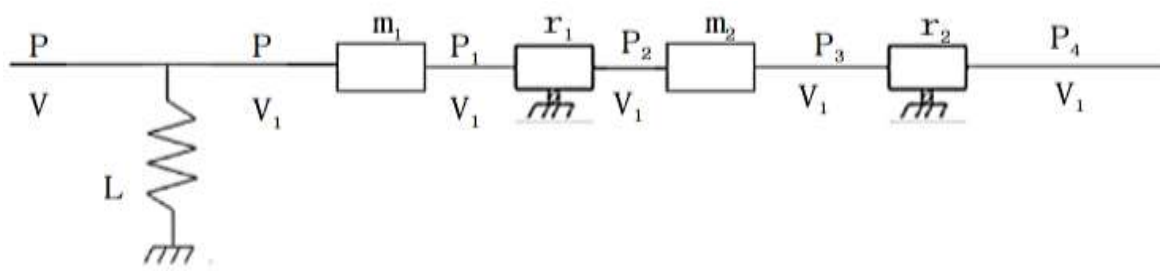 P P m₁ P₁ r₁ P₂ m₂ P₃ r₂ P₄
V V₁ V₁ V₁ V₁ V₁
L